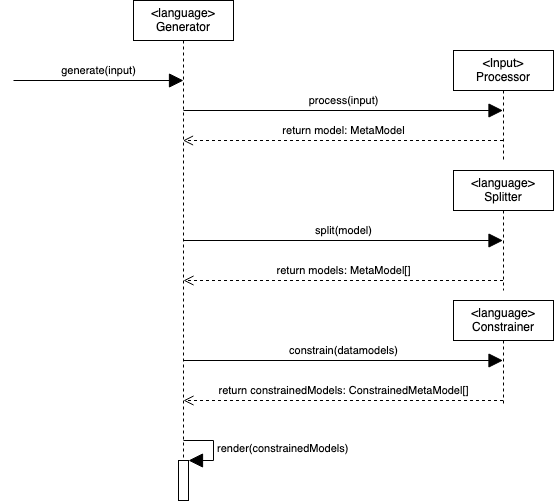 <language>
Generator
generate(input)
<Input>
Processor
process(input)
return model: MetaModel
<language>
Splitter
split(model)
return models: MetaModel[]
<language>
Constrainer
constrain(datamodels)
return constrainedModels: ConstrainedMetaModel[]
render(constrainedModels)